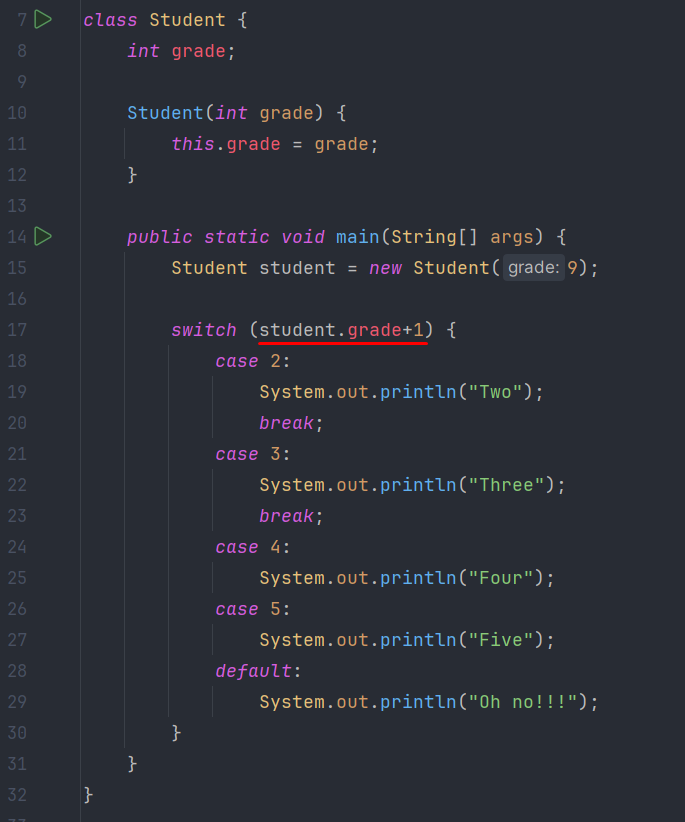 7 class Student {
8     int grade;
9
10     Student(int grade) {
11         this.grade = grade;
12     }
13
14     public static void main(String[] args) {
15         Student student = new Student( grade: 9);
16
17         switch (student.grade+1) {
18             case 2:
19                 System.out.println("Two");
20                 break;
21             case 3:
22                 System.out.println("Three");
23                 break;
24             case 4:
25                 System.out.println("Four");
26             case 5:
27                 System.out.println("Five");
28             default:
29                 System.out.println("Oh no!!!");
30         }
31     }
32 }